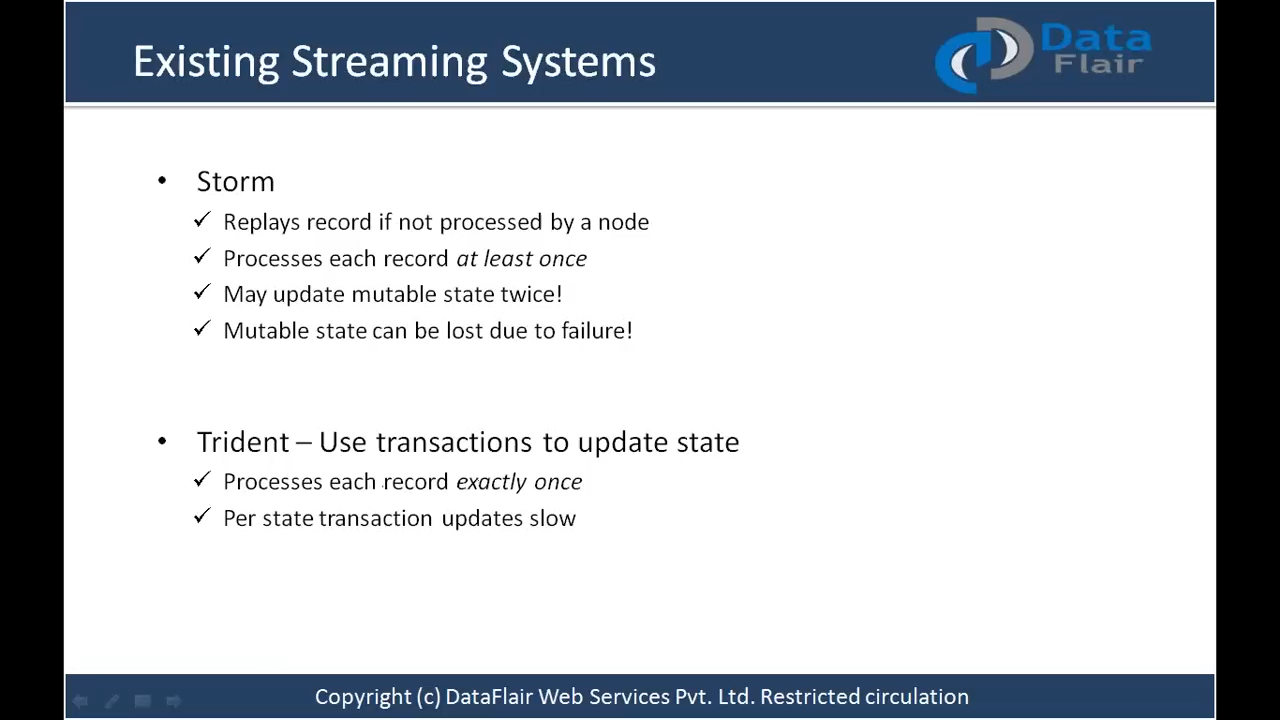 Existing Streaming Systems
Data
Flair
• Storm
✓ Replays record if not processed by a node
✓ Processes each record at least once
✓ May update mutable state twice!
✓ Mutable state can be lost due to failure!
• Trident – Use transactions to update state
✓ Processes each record exactly once
✓ Per state transaction updates slow
Copyright (c) DataFlair Web Services Pvt. Ltd. Restricted circulation